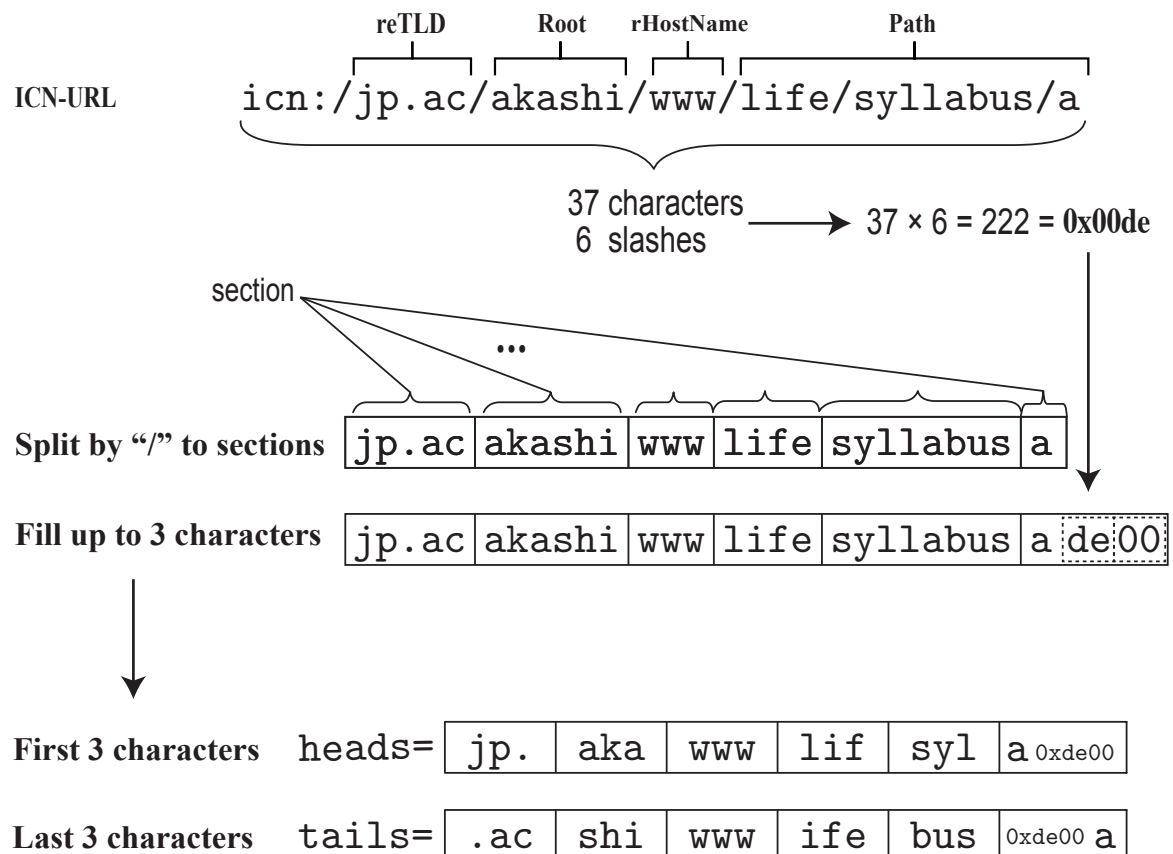 reTLD Root rHostName Path
ICN-URL icn:/jp.ac/akashi/www/life/syllabus/a
37 characters
6 slashes
37 × 6 = 222 = 0x00de
section
...
Split by “/” to sections jp.ac akashi www life syllabus a
Fill up to 3 characters jp.ac akashi www life syllabus a de 00
First 3 characters heads= jp. aka www lif syl a 0xde00
Last 3 characters tails= .ac shi www ife bus 0xde00 a